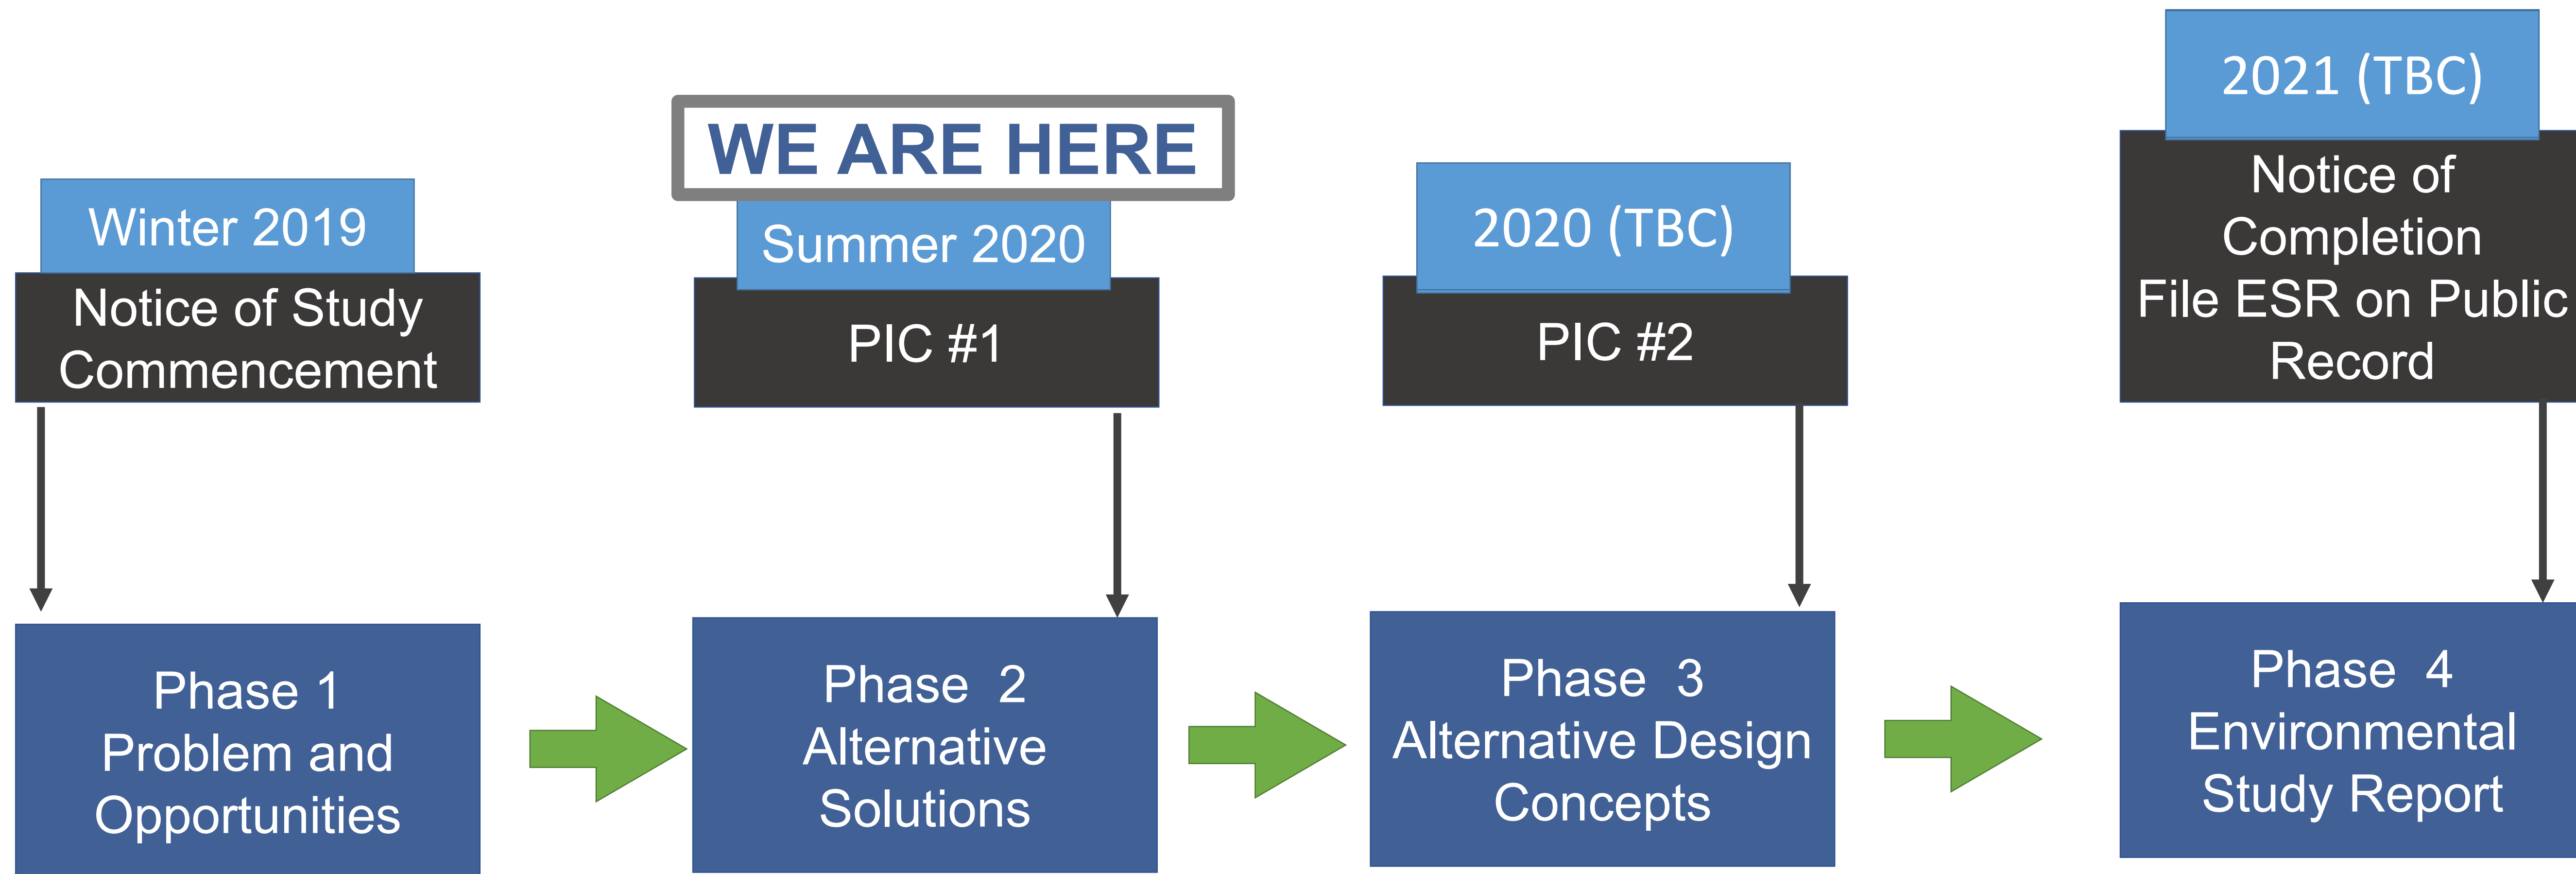 Winter 2019
Notice of Study
Commencement
WE ARE HERE
Summer 2020
PIC #1
2020 (TBC)
PIC #2
2021 (TBC)
Notice of
Completion
File ESR on Public
Record
Phase 1
Problem and
Opportunities
Phase 2
Alternative
Solutions
Phase 3
Alternative Design
Concepts
Phase 4
Environmental
Study Report